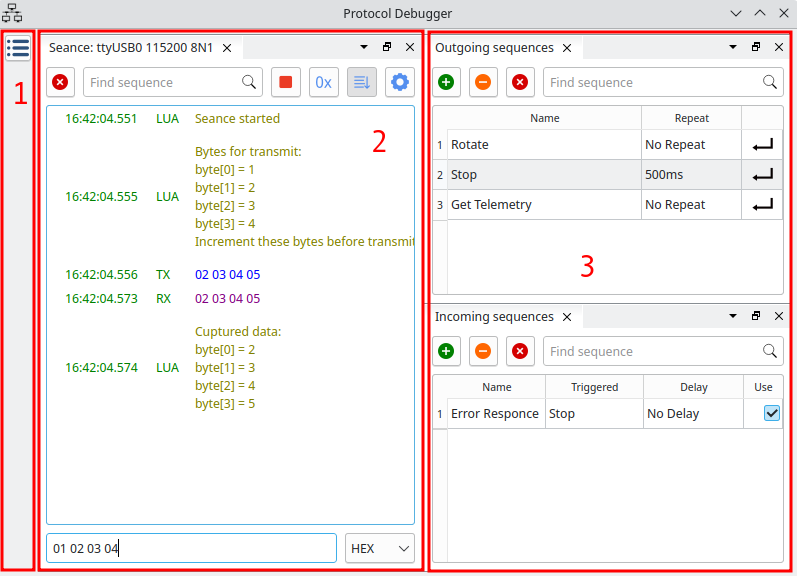 Protocol Debugger
1
Seance: ttyUSB0 115200 8N1
Find sequence
0x
2
16:42:04.551 LUA Seance started
Bytes for transmit:
byte[0] = 1
byte[1] = 2
16:42:04.555 LUA byte[2] = 3
byte[3] = 4
Increment these bytes before transmit
16:42:04.556 TX 02 03 04 05
16:42:04.573 RX 02 03 04 05
Cuptured data:
byte[0] = 2
16:42:04.574 LUA byte[1] = 3
byte[2] = 4
byte[3] = 5
01 02 03 04 HEX
Outgoing sequences
Find sequence
Name Repeat
1 Rotate No Repeat
2 Stop 500ms
3 Get Telemetry No Repeat
3
Incoming sequences
Find sequence
Name Triggered Delay Use
1 Error Responce Stop No Delay